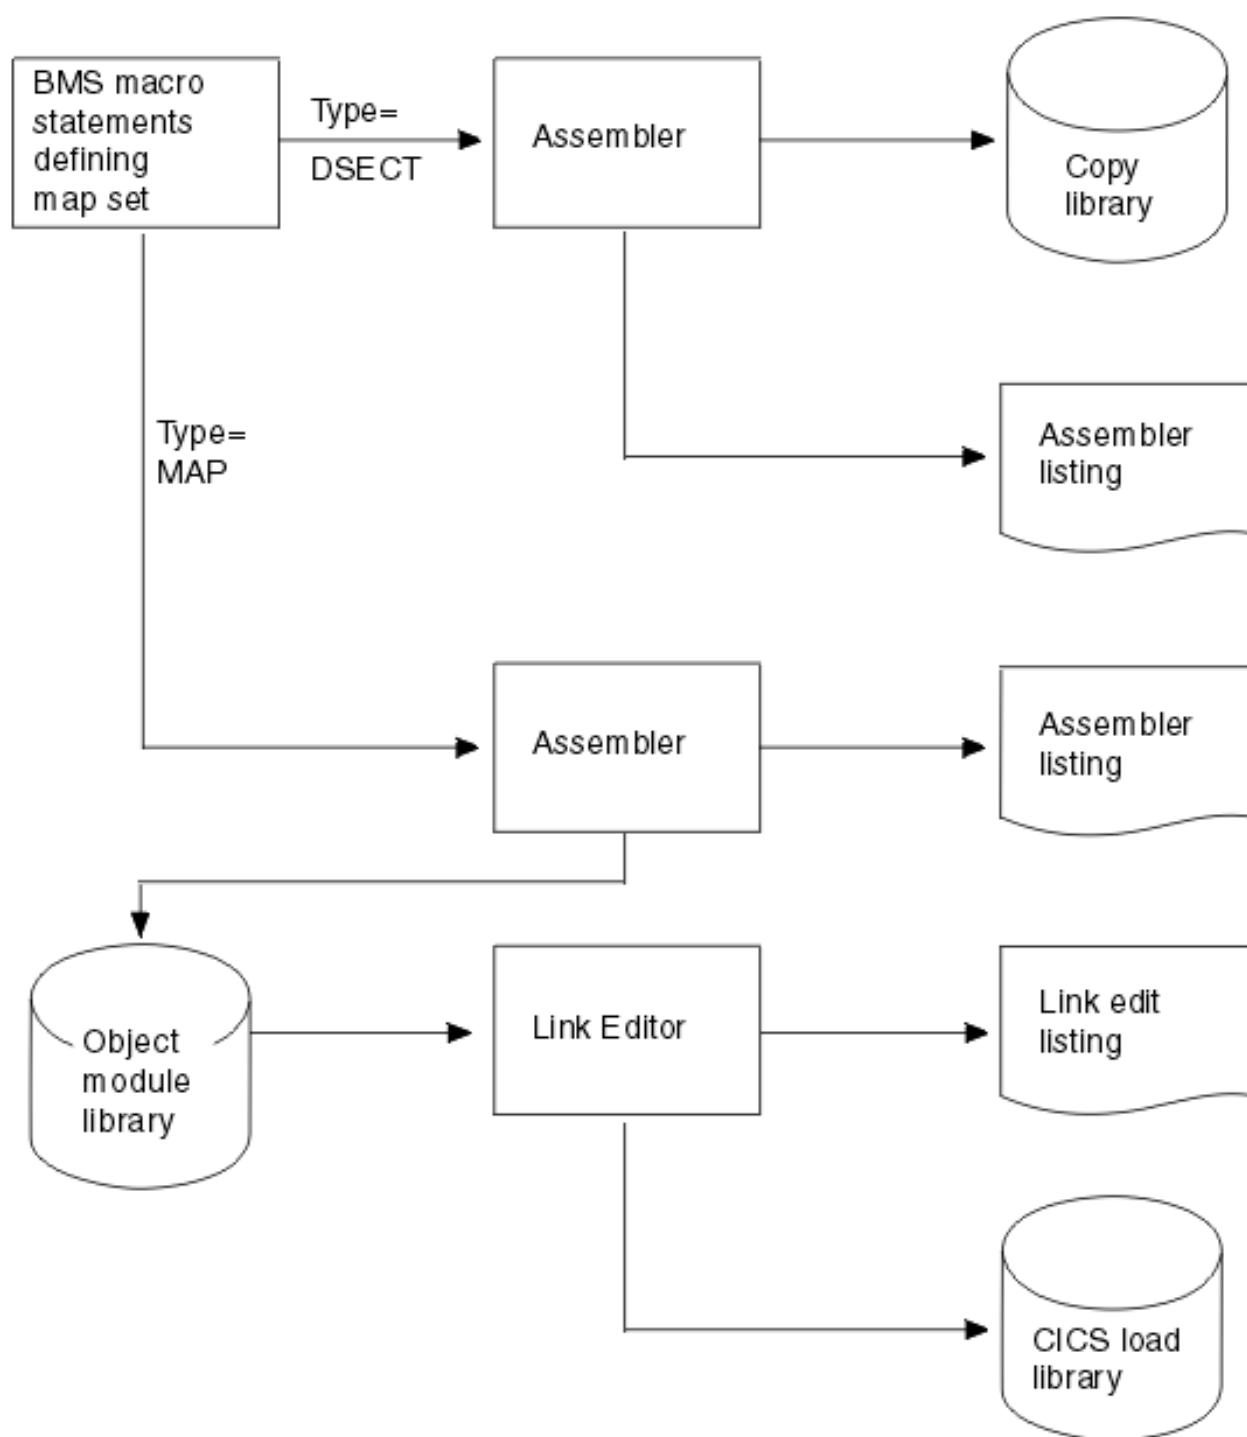 BMS macro
statements
defining
map set
Type=
DSECT
Assembler
Copy
library
Assembler
listing
Type=
MAP
Assembler
Assembler
listing
Object
module
library
Link Editor
Link edit
listing
CICS load
library